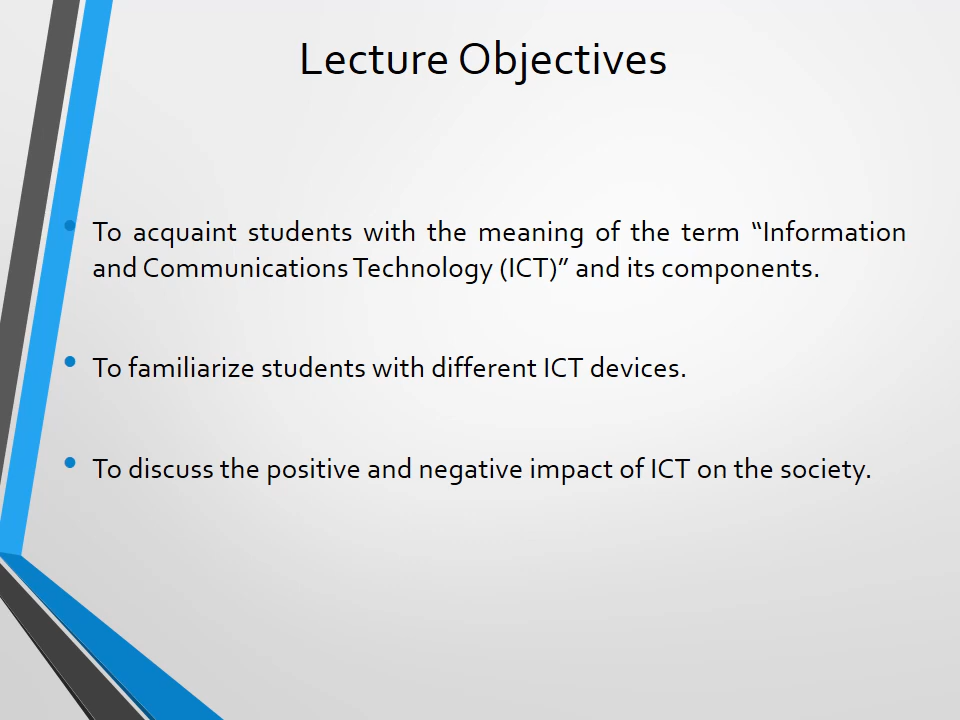 Lecture Objectives
• To acquaint students with the meaning of the term “Information
and Communications Technology (ICT)” and its components.
• To familiarize students with different ICT devices.
• To discuss the positive and negative impact of ICT on the society.